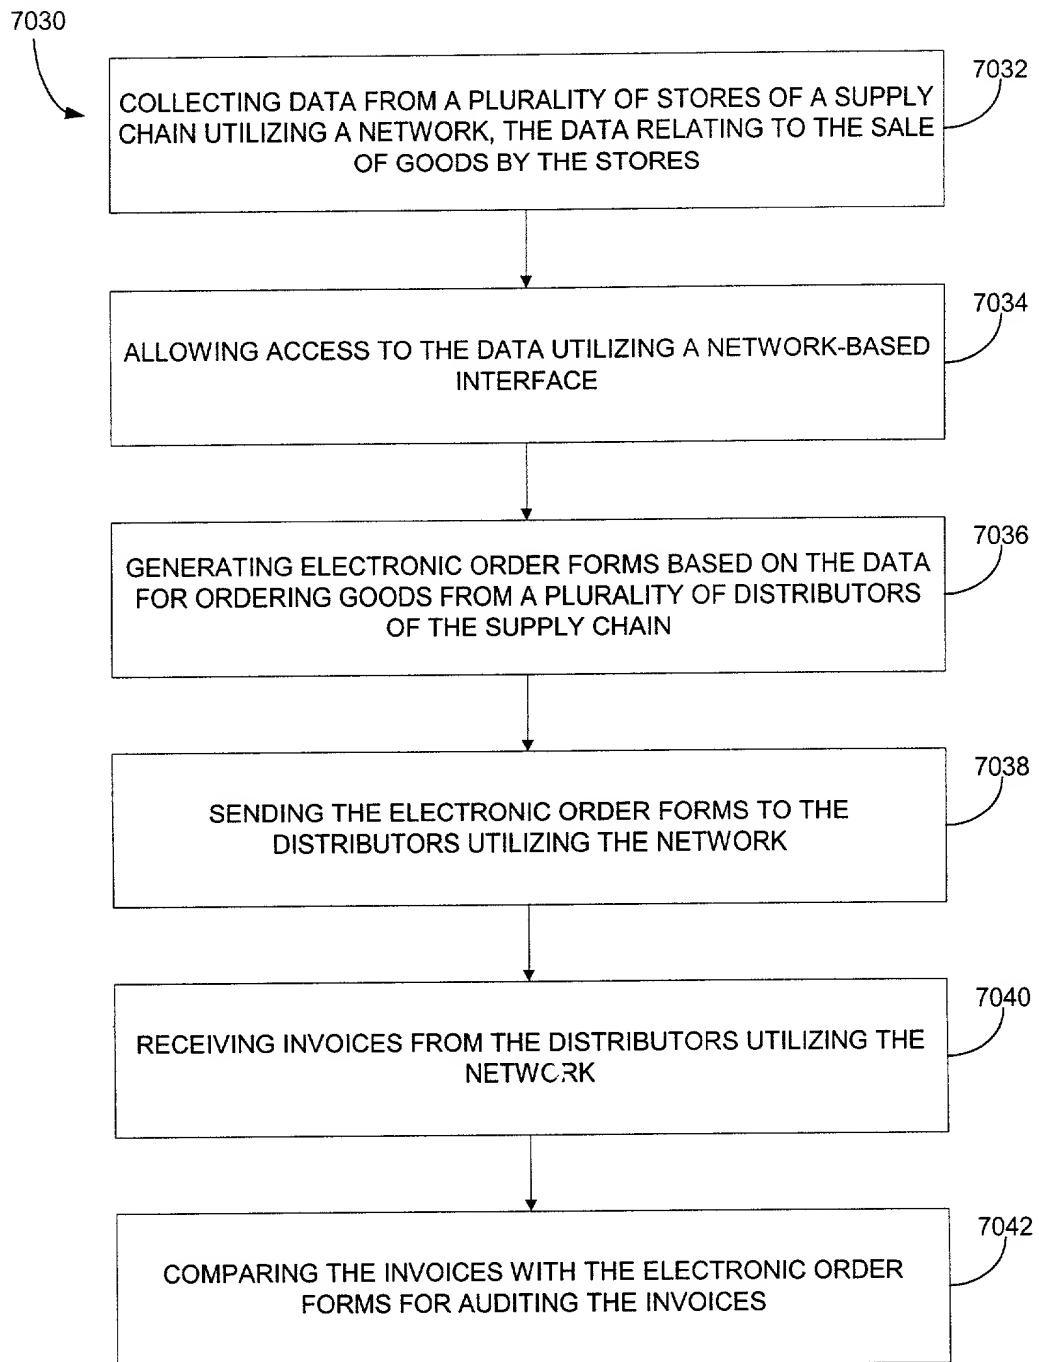 7030
7032
COLLECTING DATA FROM A PLURALITY OF STORES OF A SUPPLY
CHAIN UTILIZING A NETWORK, THE DATA RELATING TO THE SALE
OF GOODS BY THE STORES
7034
ALLOWING ACCESS TO THE DATA UTILIZING A NETWORK-BASED
INTERFACE
7036
GENERATING ELECTRONIC ORDER FORMS BASED ON THE DATA
FOR ORDERING GOODS FROM A PLURALITY OF DISTRIBUTORS
OF THE SUPPLY CHAIN
7038
SENDING THE ELECTRONIC ORDER FORMS TO THE
DISTRIBUTORS UTILIZING THE NETWORK
7040
RECEIVING INVOICES FROM THE DISTRIBUTORS UTILIZING THE
NETWORK
7042
COMPARING THE INVOICES WITH THE ELECTRONIC ORDER
FORMS FOR AUDITING THE INVOICES